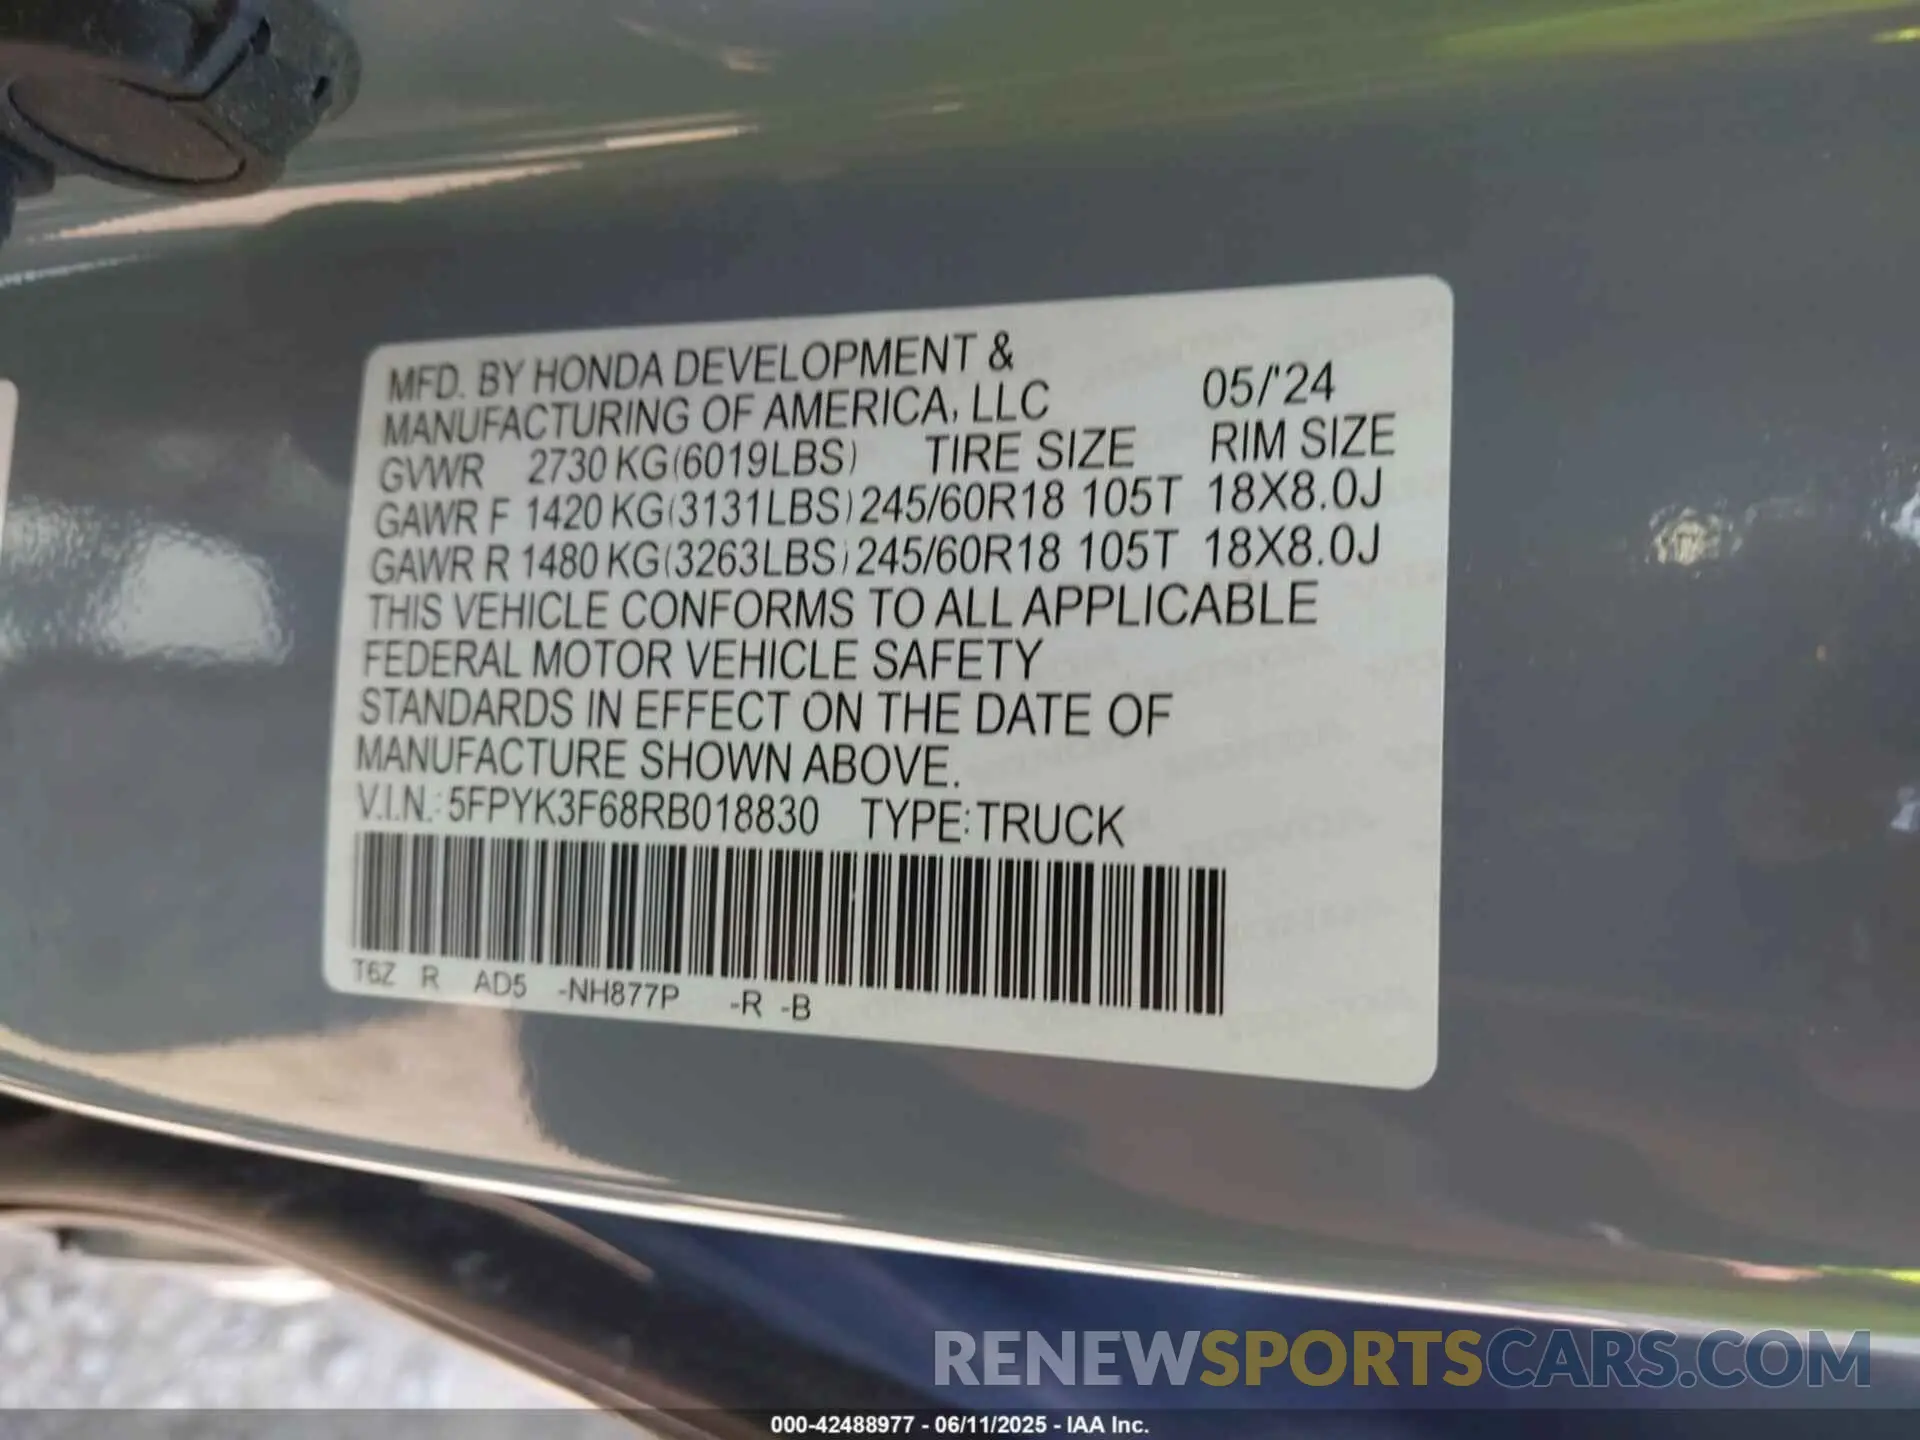 MFD. BY HONDA DEVELOPMENT &
MANUFACTURING OF AMERICA, LLC 05/'24
GVWR 2730 KG(6019LBS) TIRE SIZE RIM SIZE
GAWR F 1420 KG(3131LBS) 245/60R18 105T 18X8.0J
GAWR R 1480 KG(3263LBS) 245/60R18 105T 18X8.0J
THIS VEHICLE CONFORMS TO ALL APPLICABLE
FEDERAL MOTOR VEHICLE SAFETY
STANDARDS IN EFFECT ON THE DATE OF
MANUFACTURE SHOWN ABOVE.
V.I.N.: 5FPYK3F68RB018830 TYPE: TRUCK
T6Z R AD5 -NH877P -R -B
RENEWSPORTSCARS.COM
000-42488977 - 06/11/2025 - IAA Inc.